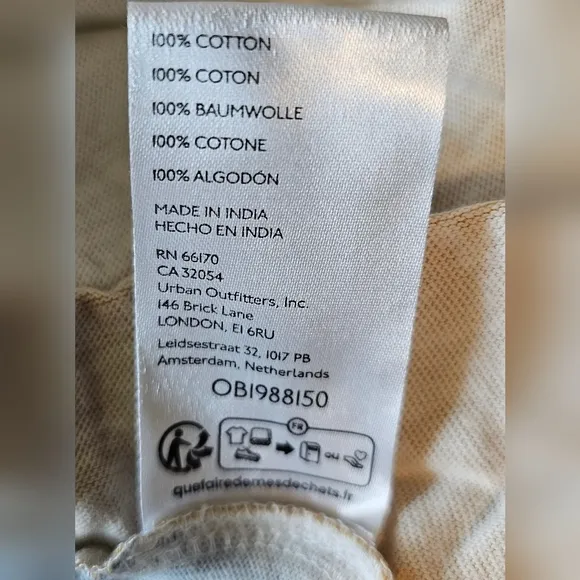 100% COTTON
100% COTON
100% BAUMWOLLE
100% COTONE
100% ALGODÓN
MADE IN INDIA
HECHO EN INDIA
RN 66170
CA 32054
Urban Outfitters, Inc.
146 Brick Lane
LONDON, E1 6RU
Leidsestraat 32, 1017 PB
Amsterdam, Netherlands
OB1988150
FR
ou
quefairedemesdechets.fr